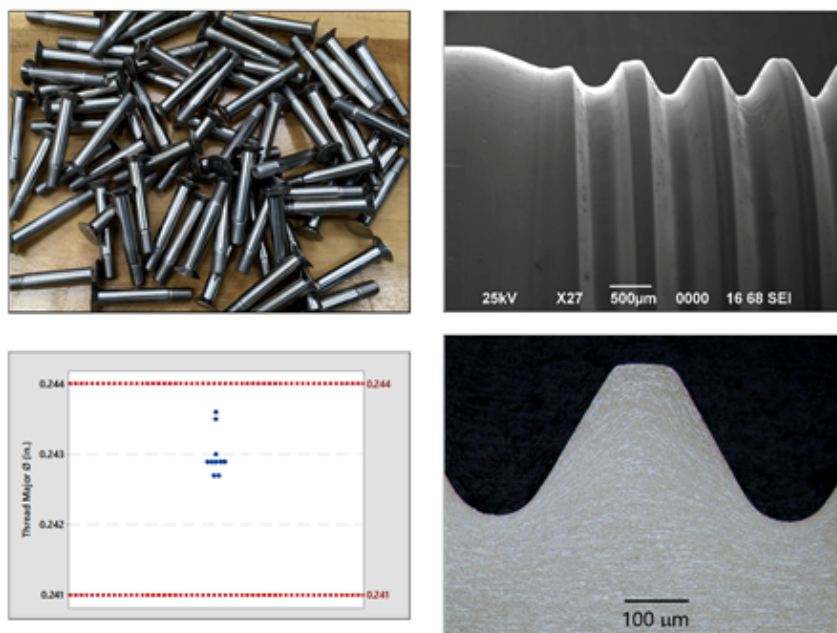 25kV X27 500μm 0000 16 68 SEI
0.244 0.244
0.243
Thread Major Ø (in.)
0.242
0.241 0.241
100 μm